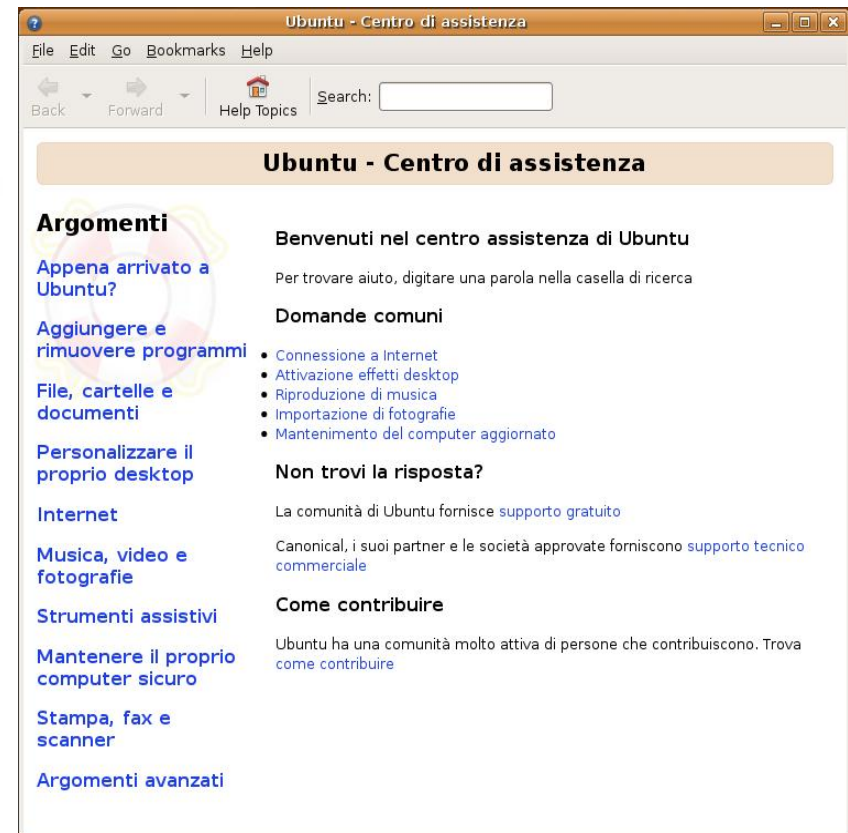 Ubuntu - Centro di assistenza
File Edit Go Bookmarks Help
Back Forward Help Topics Search:
Ubuntu - Centro di assistenza
Argomenti
Appena arrivato a
Ubuntu?
Aggiungere e
rimuovere programmi
File, cartelle e
documenti
Personalizzare il
proprio desktop
Internet
Musica, video e
fotografie
Strumenti assistivi
Mantenere il proprio
computer sicuro
Stampa, fax e
scanner
Argomenti avanzati
Benvenuti nel centro assistenza di Ubuntu
Per trovare aiuto, digitare una parola nella casella di ricerca
Domande comuni
• Connessione a Internet
• Attivazione effetti desktop
• Riproduzione di musica
• Importazione di fotografie
• Mantenimento del computer aggiornato
Non trovi la risposta?
La comunità di Ubuntu fornisce supporto gratuito
Canonical, i suoi partner e le società approvate forniscono supporto tecnico
commerciale
Come contribuire
Ubuntu ha una comunità molto attiva di persone che contribuiscono. Trova
come contribuire